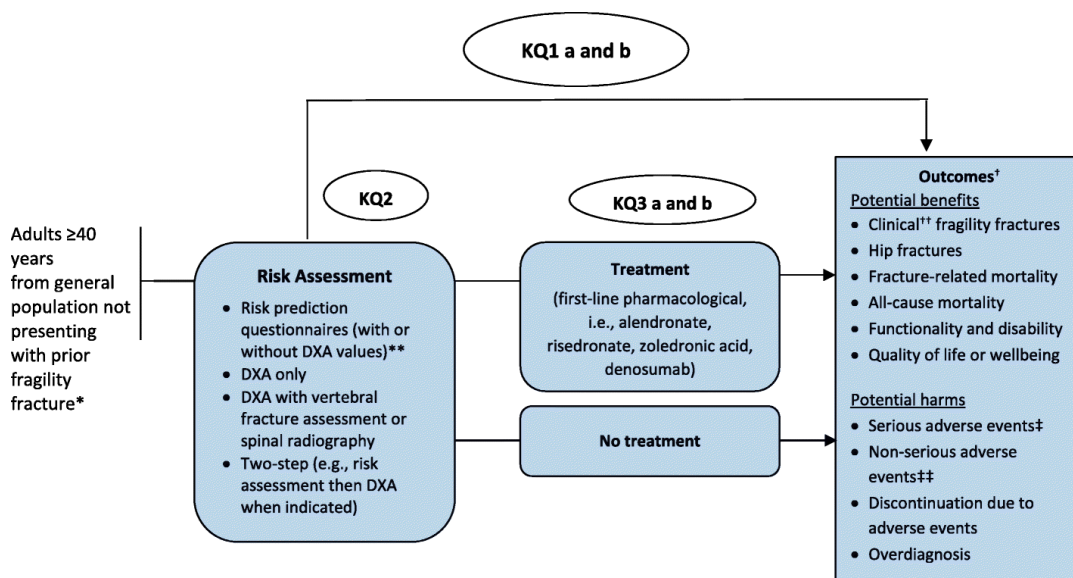 KQ1 a and b
KQ2
KQ3 a and b
Adults ≥40
years
from general
population not
presenting
with prior
fragility
fracture*
Risk Assessment
• Risk prediction
questionnaires (with or
without DXA values)**
• DXA only
• DXA with vertebral
fracture assessment or
spinal radiography
• Two-step (e.g., risk
assessment then DXA
when indicated)
Treatment
(first-line pharmacological,
i.e., alendronate,
risedronate, zoledronic acid,
denosumab)
No treatment
Outcomes†
Potential benefits
• Clinical†† fragility fractures
• Hip fractures
• Fracture-related mortality
• All-cause mortality
• Functionality and disability
• Quality of life or wellbeing
Potential harms
• Serious adverse events‡
• Non-serious adverse
events‡‡
• Discontinuation due to
adverse events
• Overdiagnosis